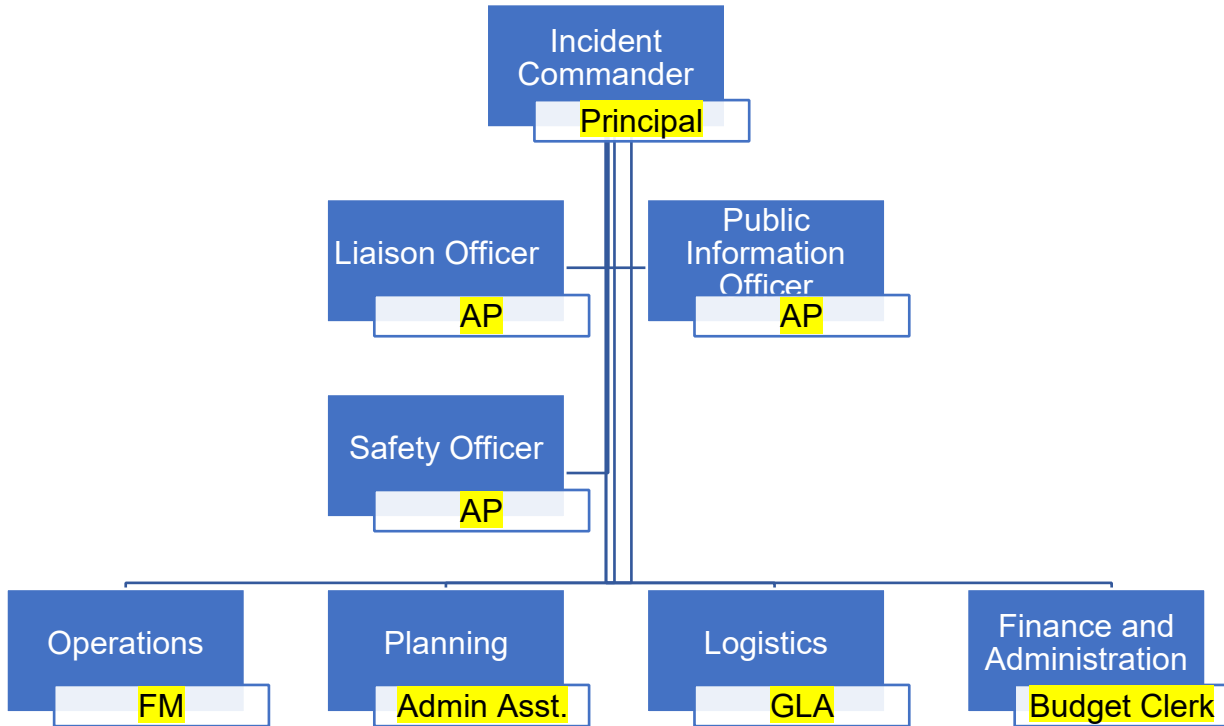 Incident
Commander
Principal
Liaison Officer
AP
Public
Information
Officer
AP
Safety Officer
AP
Operations
FM
Planning
Admin Asst.
Logistics
GLA
Finance and
Administration
Budget Clerk